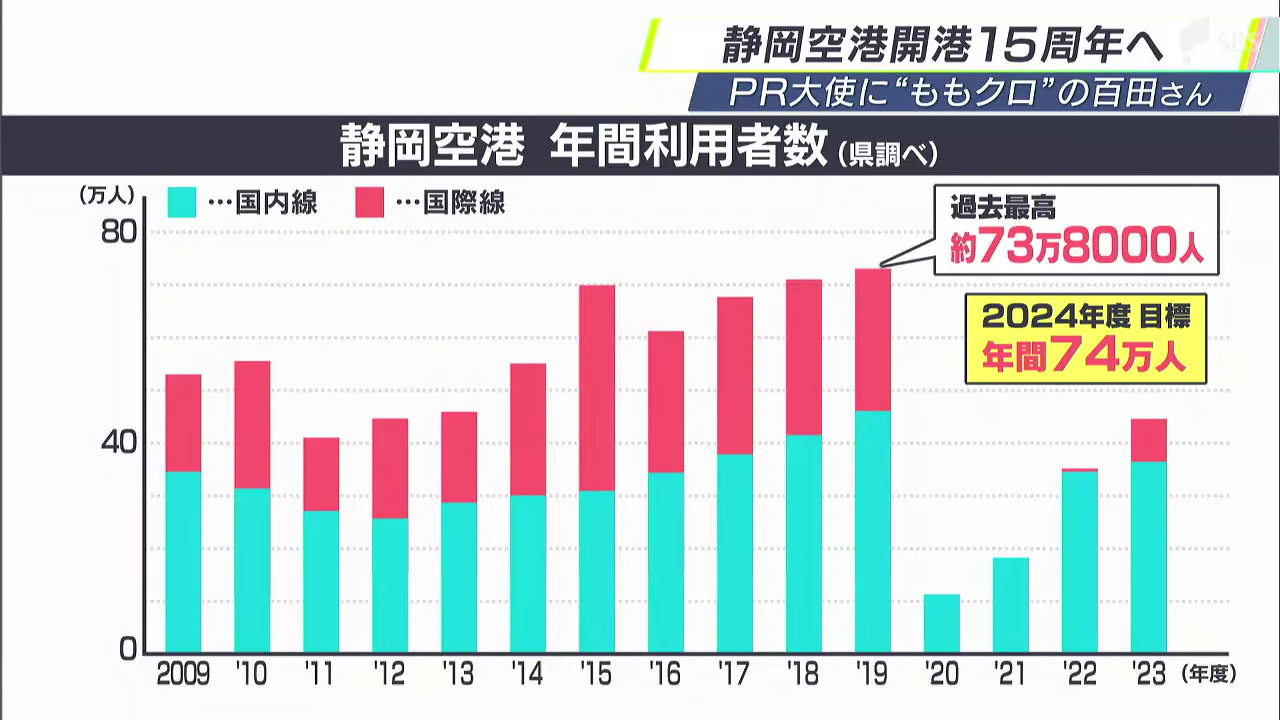 静岡空港開港15周年へ
SBS
PR大使に“ももクロ”の百田さん
静岡空港 年間利用者数(県調べ)
(万人)
…国内線 …国際線
過去最高
約73万8000人
2024年度 目標
年間74万人
80
40
0
2009 '10 '11 '12 '13 '14 '15 '16 '17 '18 '19 '20 '21 '22 '23 (年度)